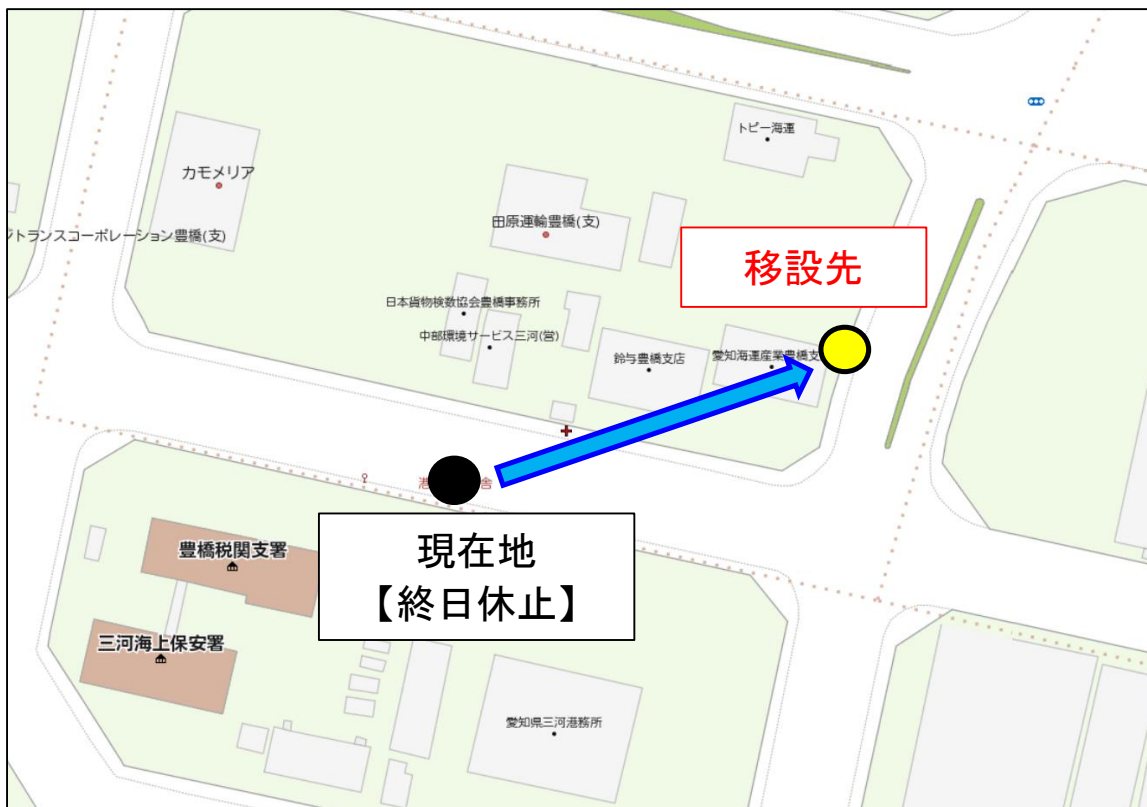 トピー海運
カモメリア
田原運輸豊橋(支)
ジトランスコーポレーション豊橋(支)
移設先
日本貨物検数協会豊橋事務所
中部環境サービス三河(営)
鈴与豊橋支店
愛知海運産業豊橋支
港
舎
現在地
【終日休止】
豊橋税関支署
三河海上保安署
愛知県三河港務所